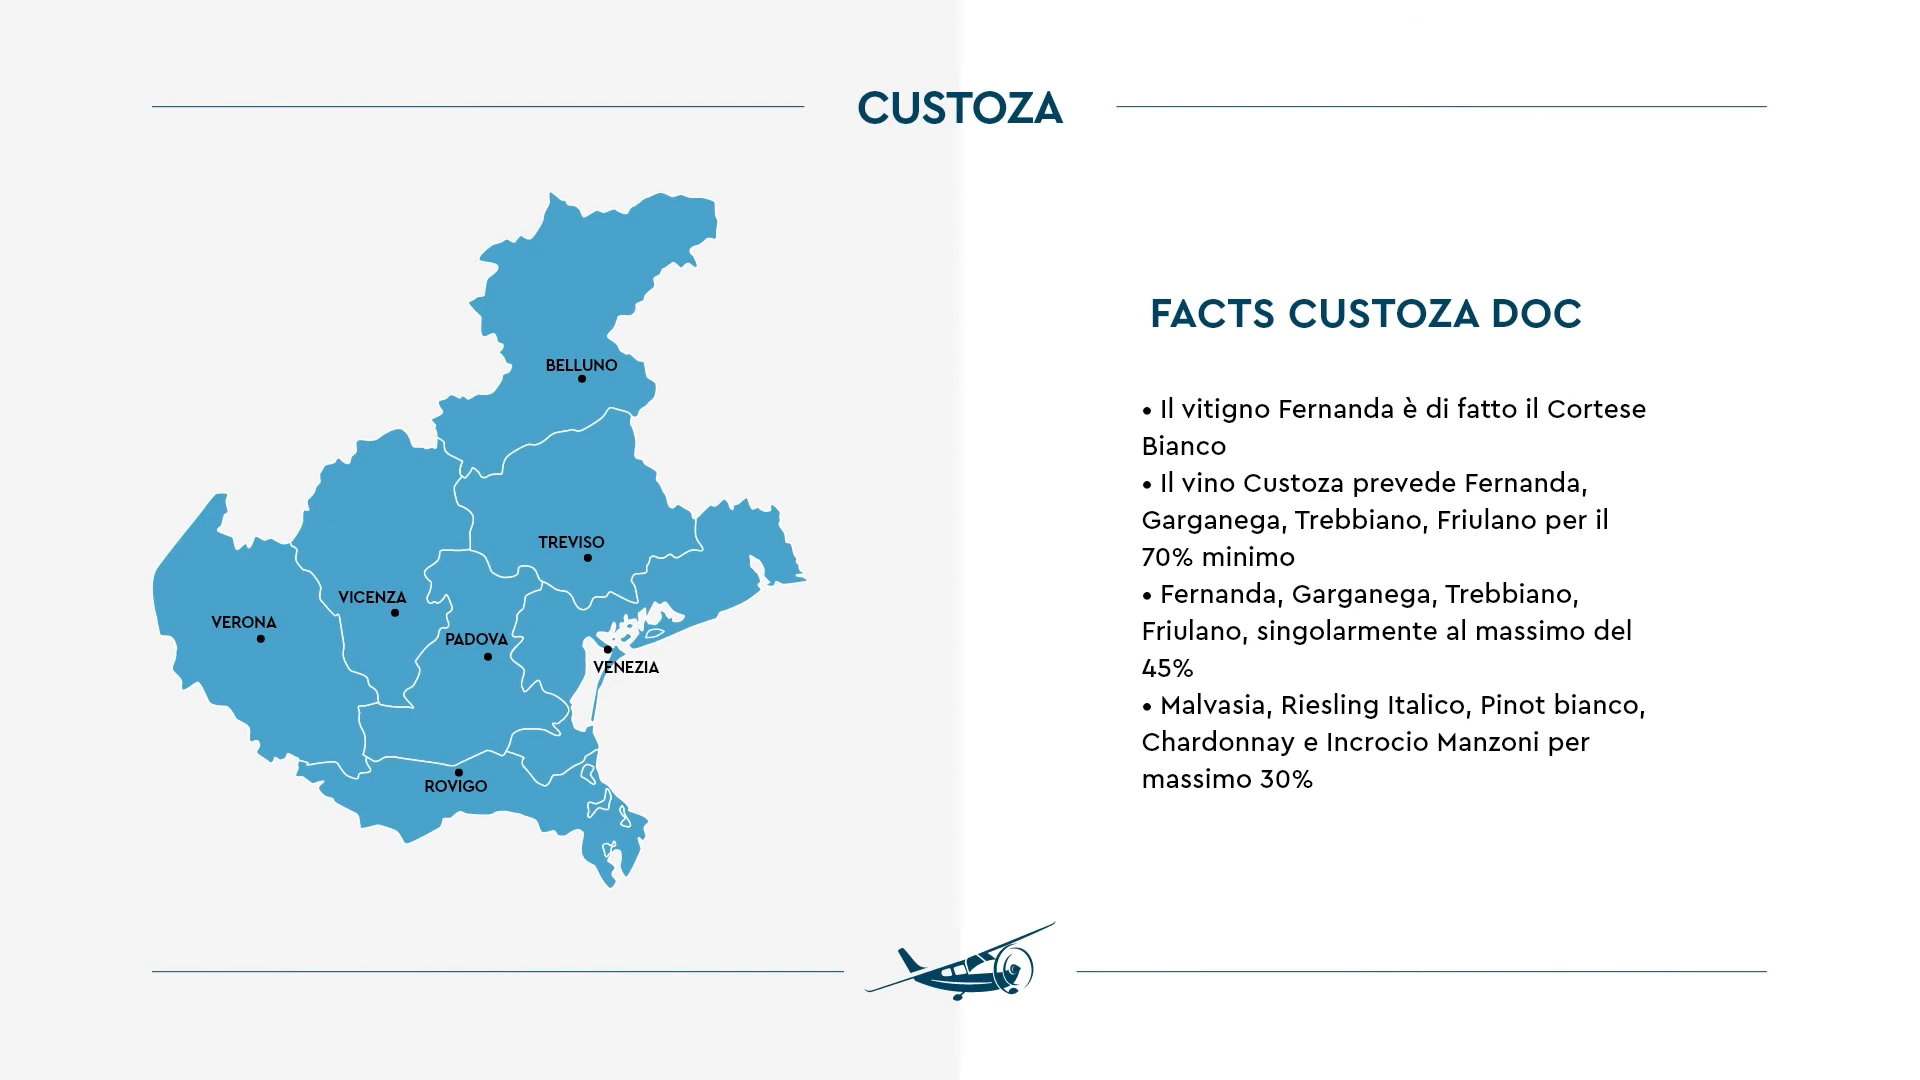 CUSTOZA
BELLUNO
TREVISO
VICENZA
VERONA
PADOVA
VENEZIA
ROVIGO
FACTS CUSTOZA DOC
• Il vitigno Fernanda è di fatto il Cortese
Bianco
• Il vino Custoza prevede Fernanda,
Garganega, Trebbiano, Friulano per il
70% minimo
• Fernanda, Garganega, Trebbiano,
Friulano, singolarmente al massimo del
45%
• Malvasia, Riesling Italico, Pinot bianco,
Chardonnay e Incrocio Manzoni per
massimo 30%